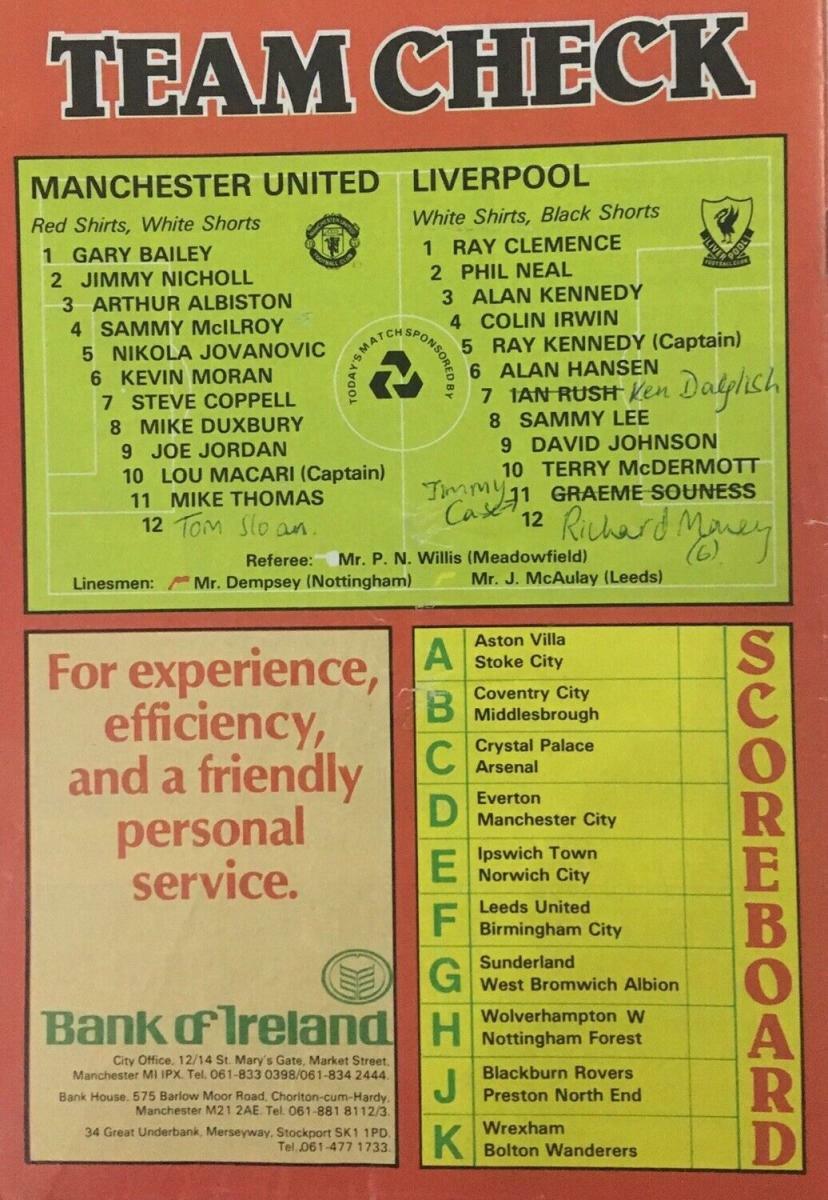 TEAM CHECK
MANCHESTER UNITED
Red Shirts, White Shorts
1 GARY BAILEY
2 JIMMY NICHOLL
3 ARTHUR ALBISTON
4 SAMMY McILROY
5 NIKOLA JOVANOVIC
6 KEVIN MORAN
7 STEVE COPPELL
8 MIKE DUXBURY
9 JOE JORDAN
10 LOU MACARI (Captain)
11 MIKE THOMAS
12 Tom Sloan.
TODAY'S MATCH SPONSORED BY
LIVERPOOL
White Shirts, Black Shorts
LIVERPOOL
FOOTBALL CLUB
1 RAY CLEMENCE
2 PHIL NEAL
3 ALAN KENNEDY
4 COLIN IRWIN
5 RAY KENNEDY (Captain)
6 ALAN HANSEN
7 IAN RUSH Ken Dalglish
8 SAMMY LEE
9 DAVID JOHNSON
10 TERRY McDERMOTT
Jimmy Case 11 GRAEME SOUNESS
12 Richard Money
(6)
Referee: Mr. P. N. Willis (Meadowfield)
Linesmen: Mr. Dempsey (Nottingham) Mr. J. McAulay (Leeds)
For experience,
efficiency,
and a friendly
personal
service.
Bank of Ireland
City Office, 12/14 St. Mary's Gate, Market Street,
Manchester MI IPX. Tel. 061-833 0398/061-834 2444.
Bank House. 575 Barlow Moor Road, Chorlton-cum-Hardy,
Manchester M21 2AE. Tel. 061-881 8112/3.
34 Great Underbank, Merseyway, Stockport SK1 1PD.
Tel. 061-477 1733.
A Aston Villa
Stoke City
B Coventry City
Middlesbrough
C Crystal Palace
Arsenal
D Everton
Manchester City
E Ipswich Town
Norwich City
F Leeds United
Birmingham City
G Sunderland
West Bromwich Albion
H Wolverhampton W
Nottingham Forest
J Blackburn Rovers
Preston North End
K Wrexham
Bolton Wanderers
SCOREBOARD